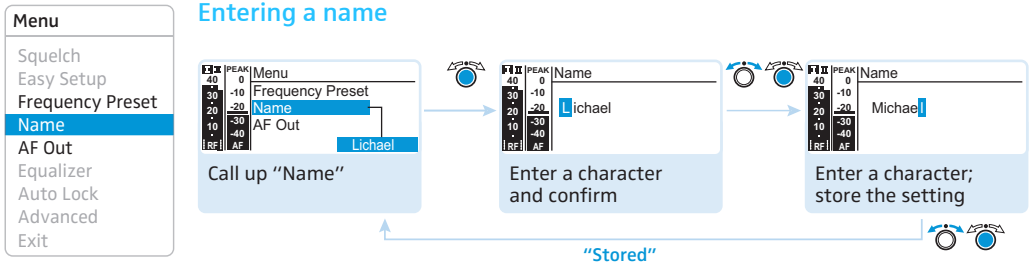 Menu
Squelch
Easy Setup
Frequency Preset
Name
AF Out
Equalizer
Auto Lock
Advanced
Exit
Entering a name
I II PEAK Menu
40 0
30 -10 Frequency Preset
20 -20 Name
10 -30 AF Out
-40
RF AF Lichael
Call up "Name"
I II PEAK Name
40 0
30 -10
20 -20 Lichael
10 -30
-40
RF AF
Enter a character
and confirm
I II PEAK Name
40 0
30 -10
20 -20 Michael
10 -30
-40
RF AF
Enter a character;
store the setting
"Stored"